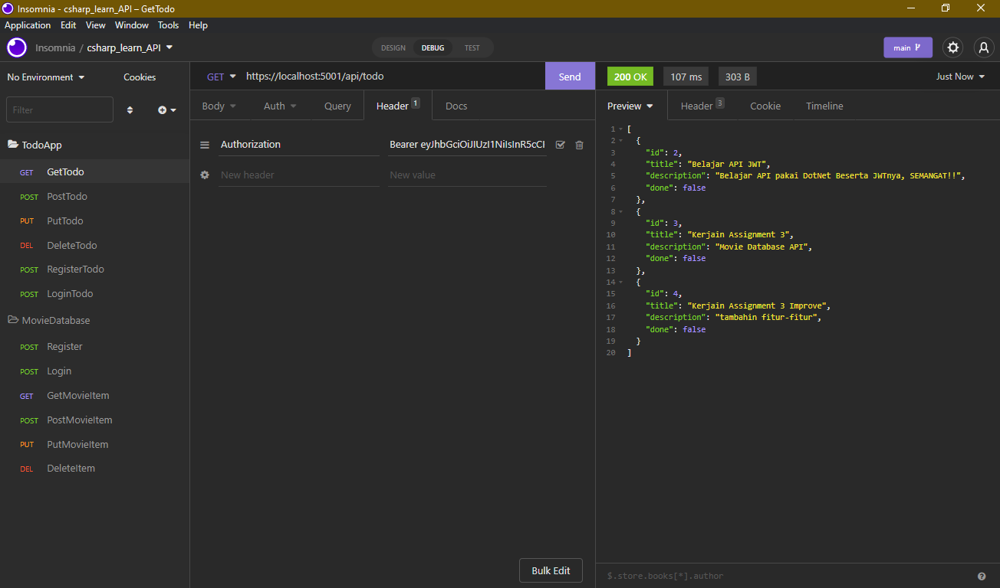 Insomnia - csharp_learn_API – GetTodo
Application Edit View Window Tools Help
Insomnia / csharp_learn_API
DESIGN DEBUG TEST
main
No Environment
Cookies
Filter
TodoApp
GET GetTodo
POST PostTodo
PUT PutTodo
DEL DeleteTodo
POST RegisterTodo
POST LoginTodo
MovieDatabase
POST Register
POST Login
GET GetMovieItem
POST PostMovieItem
PUT PutMovieItem
DEL DeleteItem
GET https://localhost:5001/api/todo Send
Body Auth Query Header 1 Docs
Authorization Bearer eyJhbGciOiJIUzI1NiIsInR5cCI
New header New value
Bulk Edit
200 OK 107 ms 303 B Just Now
Preview Header 3 Cookie Timeline
1 [
2 {
3 "id": 2,
4 "title": "Belajar API JWT",
5 "description": "Belajar API pakai DotNet Beserta JWTnya, SEMANGAT!!",
6 "done": false
7 },
8 {
9 "id": 3,
10 "title": "Kerjain Assignment 3",
11 "description": "Movie Database API",
12 "done": false
13 },
14 {
15 "id": 4,
16 "title": "Kerjain Assignment 3 Improve",
17 "description": "tambahin fitur-fitur",
18 "done": false
19 }
20 ]
$.store.books[*].author